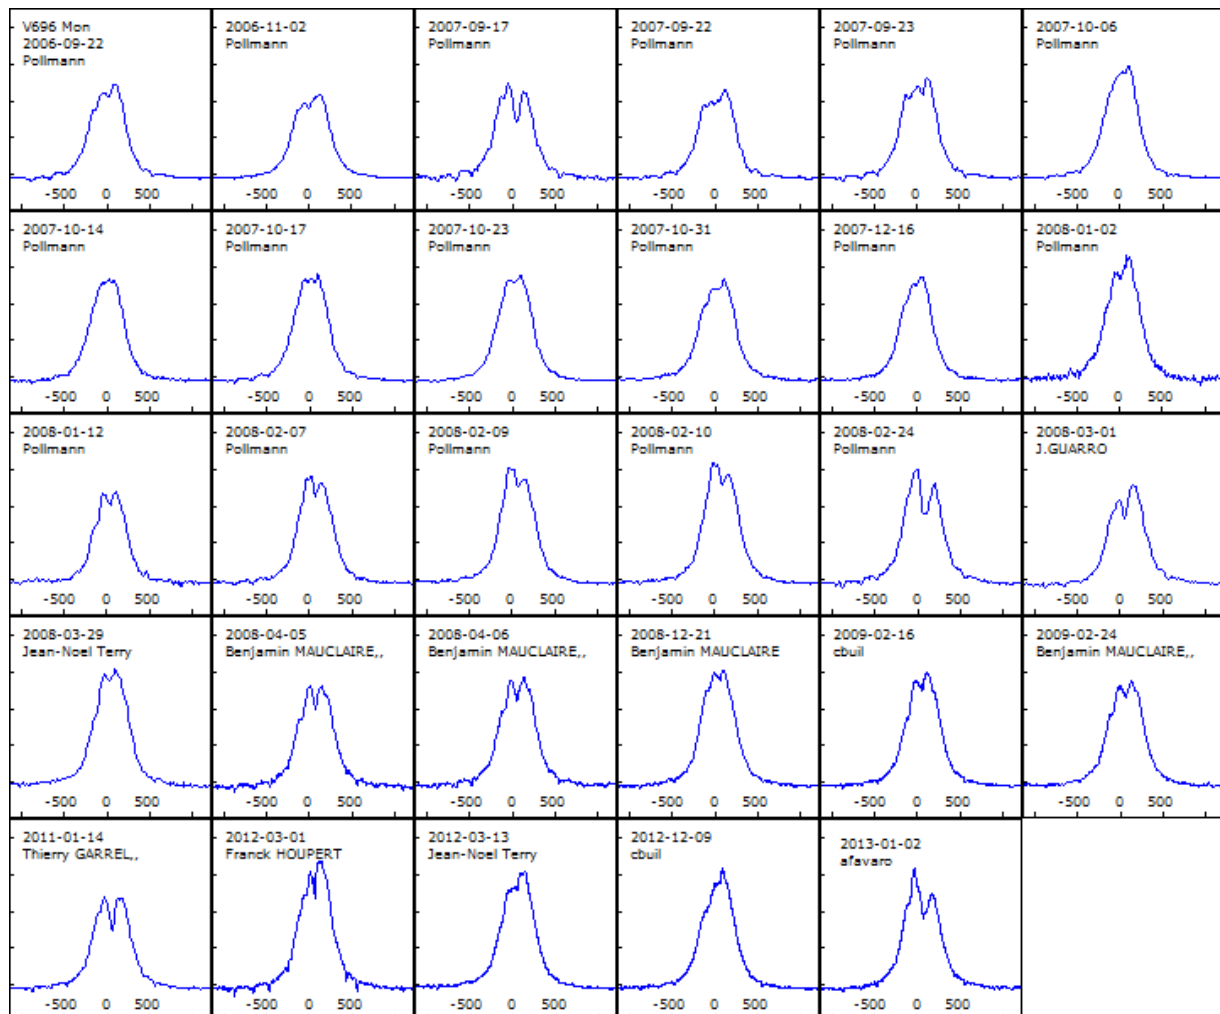 V696 Mon
2006-09-22
Pollmann
2006-11-02
Pollmann
2007-09-17
Pollmann
2007-09-22
Pollmann
2007-09-23
Pollmann
2007-10-06
Pollmann
-500 0 500
-500 0 500
-500 0 500
-500 0 500
-500 0 500
-500 0 500
2007-10-14
Pollmann
2007-10-17
Pollmann
2007-10-23
Pollmann
2007-10-31
Pollmann
2007-12-16
Pollmann
2008-01-02
Pollmann
-500 0 500
-500 0 500
-500 0 500
-500 0 500
-500 0 500
-500 0 500
2008-01-12
Pollmann
2008-02-07
Pollmann
2008-02-09
Pollmann
2008-02-10
Pollmann
2008-02-24
Pollmann
2008-03-01
J.GUARRO
-500 0 500
-500 0 500
-500 0 500
-500 0 500
-500 0 500
-500 0 500
2008-03-29
Jean-Noel Terry
2008-04-05
Benjamin MAUCLAIRE,,
2008-04-06
Benjamin MAUCLAIRE,,
2008-12-21
Benjamin MAUCLAIRE
2009-02-16
cbuil
2009-02-24
Benjamin MAUCLAIRE,,
-500 0 500
-500 0 500
-500 0 500
-500 0 500
-500 0 500
-500 0 500
2011-01-14
Thierry GARREL,,
2012-03-01
Franck HOUPERT
2012-03-13
Jean-Noel Terry
2012-12-09
cbuil
2013-01-02
afavaro
-500 0 500
-500 0 500
-500 0 500
-500 0 500
-500 0 500